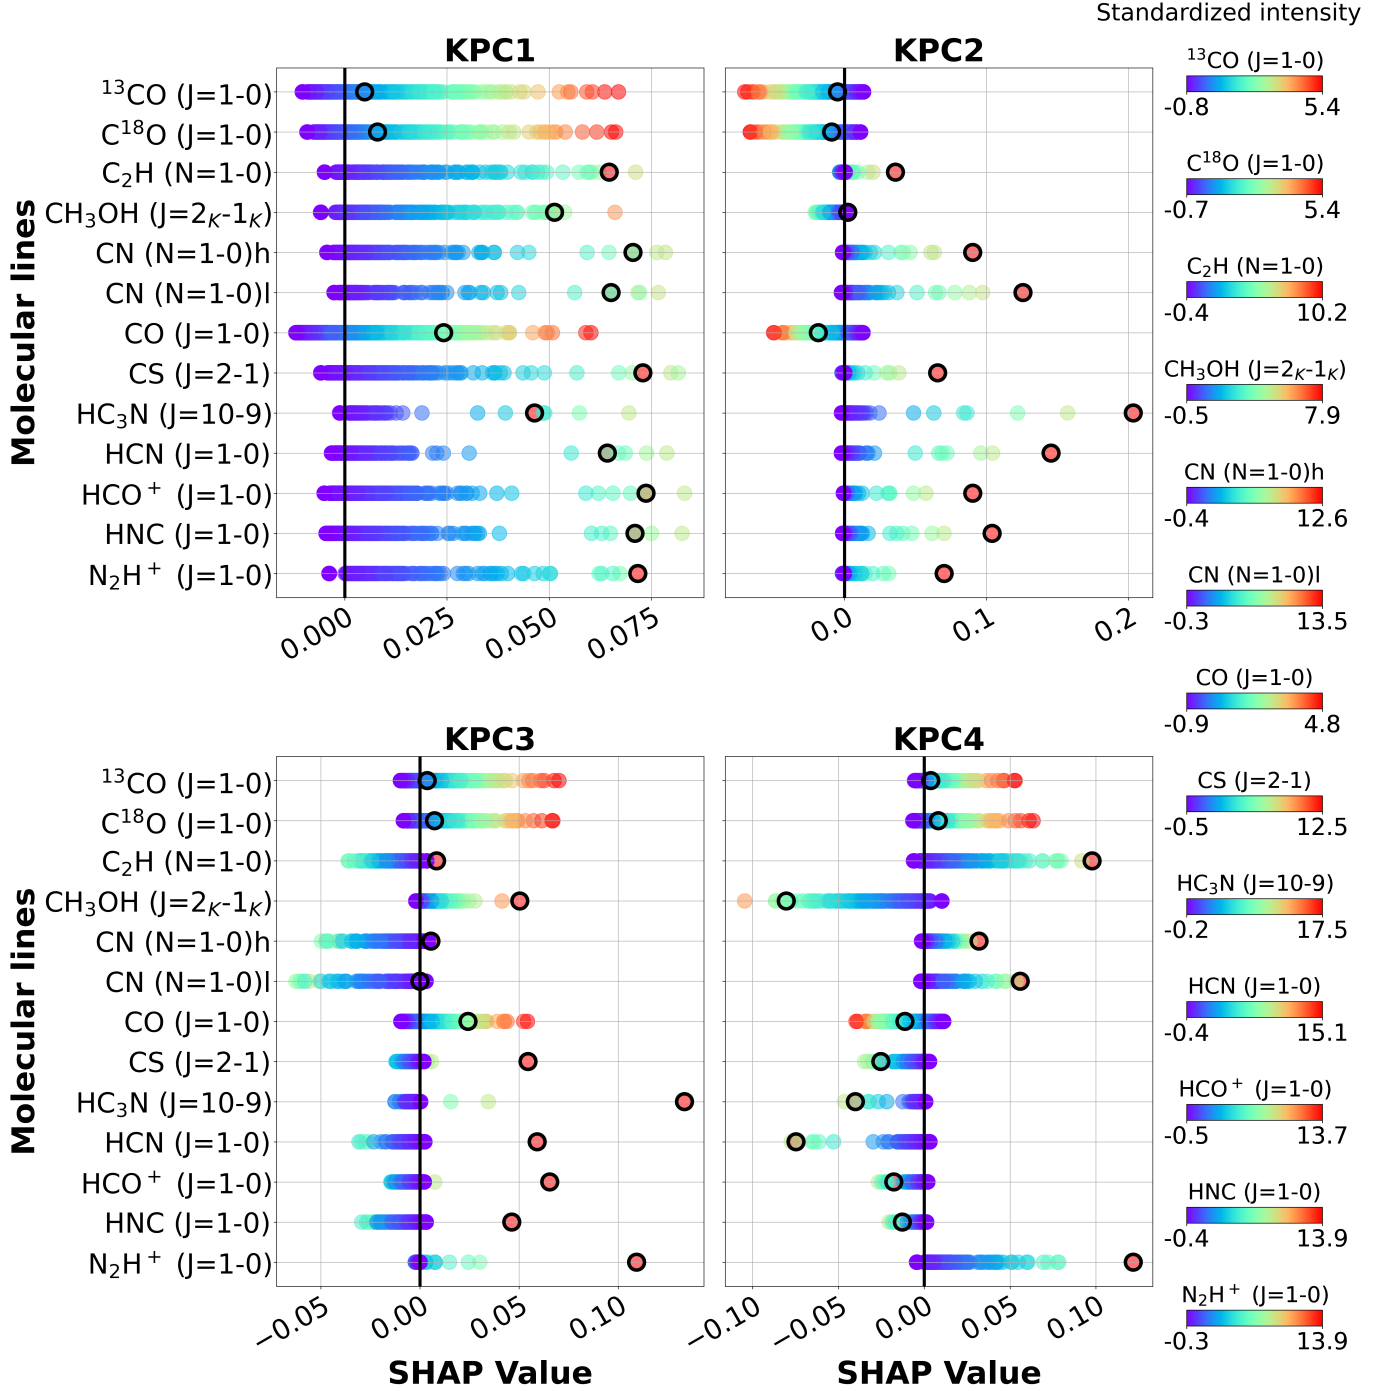 Standardized intensity
KPC1
KPC2
Molecular lines
¹³CO (J=1-0)
C¹⁸O (J=1-0)
C₂H (N=1-0)
CH₃OH (J=2ₖ-1ₖ)
CN (N=1-0)h
CN (N=1-0)l
CO (J=1-0)
CS (J=2-1)
HC₃N (J=10-9)
HCN (J=1-0)
HCO⁺ (J=1-0)
HNC (J=1-0)
N₂H⁺ (J=1-0)
0.000 0.025 0.050 0.075
0.0 0.1 0.2
KPC3
KPC4
Molecular lines
¹³CO (J=1-0)
C¹⁸O (J=1-0)
C₂H (N=1-0)
CH₃OH (J=2ₖ-1ₖ)
CN (N=1-0)h
CN (N=1-0)l
CO (J=1-0)
CS (J=2-1)
HC₃N (J=10-9)
HCN (J=1-0)
HCO⁺ (J=1-0)
HNC (J=1-0)
N₂H⁺ (J=1-0)
−0.05 0.00 0.05 0.10
−0.10 −0.05 0.00 0.05 0.10
SHAP Value
SHAP Value
¹³CO (J=1-0)
-0.8 5.4
C¹⁸O (J=1-0)
-0.7 5.4
C₂H (N=1-0)
-0.4 10.2
CH₃OH (J=2ₖ-1ₖ)
-0.5 7.9
CN (N=1-0)h
-0.4 12.6
CN (N=1-0)l
-0.3 13.5
CO (J=1-0)
-0.9 4.8
CS (J=2-1)
-0.5 12.5
HC₃N (J=10-9)
-0.2 17.5
HCN (J=1-0)
-0.4 15.1
HCO⁺ (J=1-0)
-0.5 13.7
HNC (J=1-0)
-0.4 13.9
N₂H⁺ (J=1-0)
-0.3 13.9